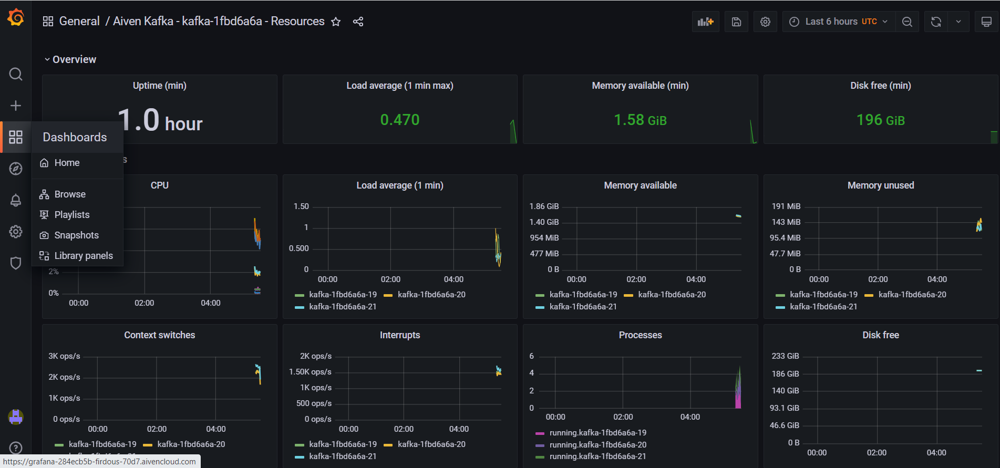 General / Aiven Kafka - kafka-1fbd6a6a - Resources
Last 6 hours UTC
Overview
Uptime (min)
1.0 hour
Load average (1 min max)
0.470
Memory available (min)
1.58 GiB
Disk free (min)
196 GiB
Dashboards
Home
Browse
Playlists
Snapshots
Library panels
s
CPU
2%
0%
00:00 02:00 04:00
Load average (1 min)
1.50
1
0.500
0
00:00 02:00 04:00
kafka-1fbd6a6a-19 kafka-1fbd6a6a-20
kafka-1fbd6a6a-21
Memory available
1.86 GiB
1.40 GiB
954 MiB
477 MiB
0 B
00:00 02:00 04:00
kafka-1fbd6a6a-19 kafka-1fbd6a6a-20
kafka-1fbd6a6a-21
Memory unused
191 MiB
143 MiB
95.4 MiB
47.7 MiB
0 B
00:00 02:00 04:00
kafka-1fbd6a6a-19 kafka-1fbd6a6a-20
kafka-1fbd6a6a-21
Context switches
3K ops/s
2K ops/s
1K ops/s
0 ops/s
00:00 02:00 04:00
kafka-1fbd6a6a-19 kafka-1fbd6a6a-20
Interrupts
2K ops/s
1.50K ops/s
1K ops/s
500 ops/s
0 ops/s
00:00 02:00 04:00
kafka-1fbd6a6a-19 kafka-1fbd6a6a-20
kafka-1fbd6a6a-21
Processes
6
4
2
0
00:00 02:00 04:00
running.kafka-1fbd6a6a-19
running.kafka-1fbd6a6a-20
running.kafka-1fbd6a6a-21
Disk free
233 GiB
186 GiB
140 GiB
93.1 GiB
46.6 GiB
0 B
00:00 02:00 04:00
https://grafana-284ecb5b-firdous-70d7.aivencloud.com